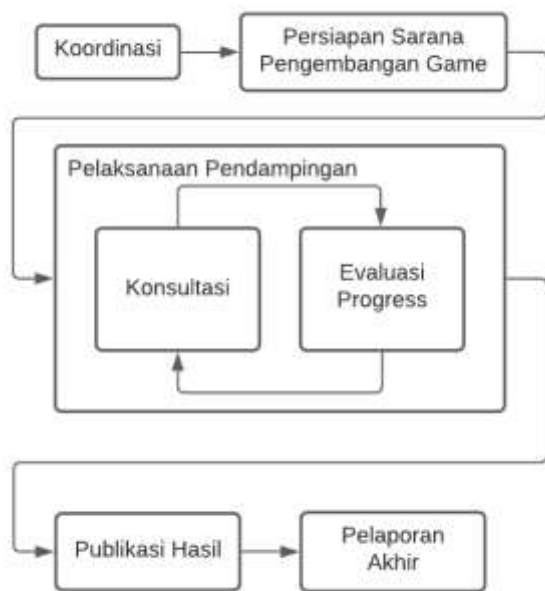 Koordinasi
Persiapan Sarana
Pengembangan Game
Pelaksanaan Pendampingan
Konsultasi
Evaluasi
Progress
Publikasi Hasil
Pelaporan
Akhir